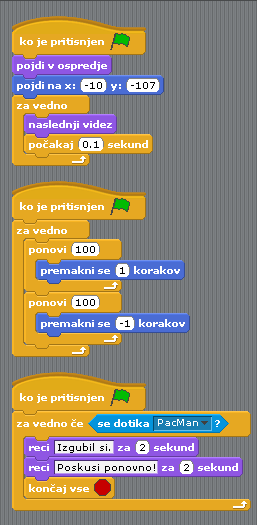 ko je pritisnjen
pojdi v ospredje
pojdi na x: -10 y: -107
za vedno
naslednji videz
počakaj 0.1 sekund
ko je pritisnjen
za vedno
ponovi 100
premakni se 1 korakov
ponovi 100
premakni se -1 korakov
ko je pritisnjen
za vedno če se dotika PacMan ?
reci Izgubil si. za 2 sekund
reci Poskusi ponovno! za 2 sekund
končaj vse